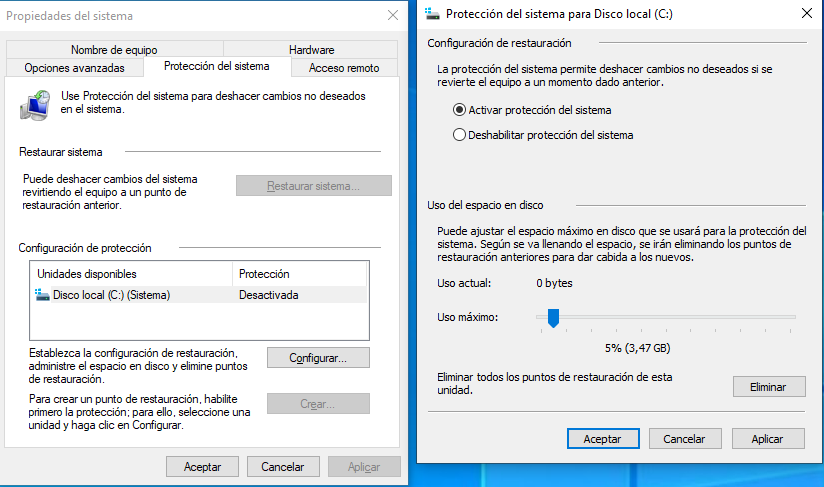 Propiedades del sistema
Nombre de equipo
Hardware
Opciones avanzadas
Protección del sistema
Acceso remoto
Use Protección del sistema para deshacer cambios no deseados
en el sistema.
Restaurar sistema
Puede deshacer cambios del sistema
revirtiendo el equipo a un punto de
restauración anterior.
Restaurar sistema...
Configuración de protección
Unidades disponibles
Protección
Disco local (C:) (Sistema)
Desactivada
Establezca la configuración de restauración,
administre el espacio en disco y elimine puntos
de restauración.
Configurar...
Para crear un punto de restauración, habilite
primero la protección; para ello, seleccione una
unidad y haga clic en Configurar.
Crear...
Aceptar
Cancelar
Aplicar
Protección del sistema para Disco local (C:)
Configuración de restauración
La protección del sistema permite deshacer cambios no deseados si se
revierte el equipo a un momento dado anterior.
Activar protección del sistema
Deshabilitar protección del sistema
Uso del espacio en disco
Puede ajustar el espacio máximo en disco que se usará para la protección del
sistema. Según se va llenando el espacio, se irán eliminando los puntos de
restauración anteriores para dar cabida a los nuevos.
Uso actual:
0 bytes
Uso máximo:
5% (3,47 GB)
Eliminar todos los puntos de restauración de esta
unidad.
Eliminar
Aceptar
Cancelar
Aplicar